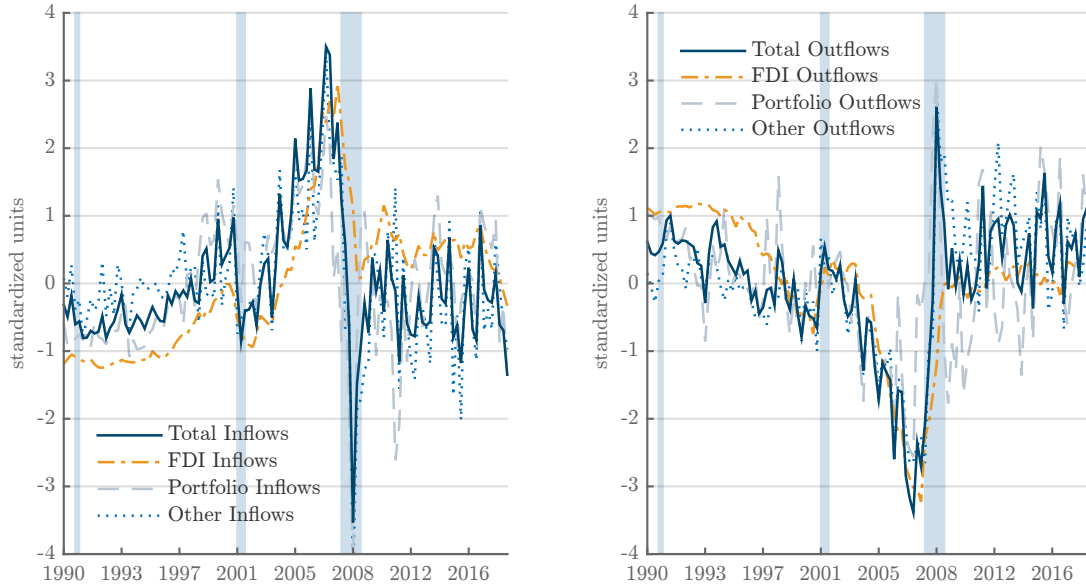 4
3
2
1
0
-1
-2
-3
-4
standardized units
Total Inflows
FDI Inflows
Portfolio Inflows
Other Inflows
1990 1993 1997 2001 2005 2008 2012 2016
4
3
2
1
0
-1
-2
-3
-4
standardized units
Total Outflows
FDI Outflows
Portfolio Outflows
Other Outflows
1990 1993 1997 2001 2005 2008 2012 2016